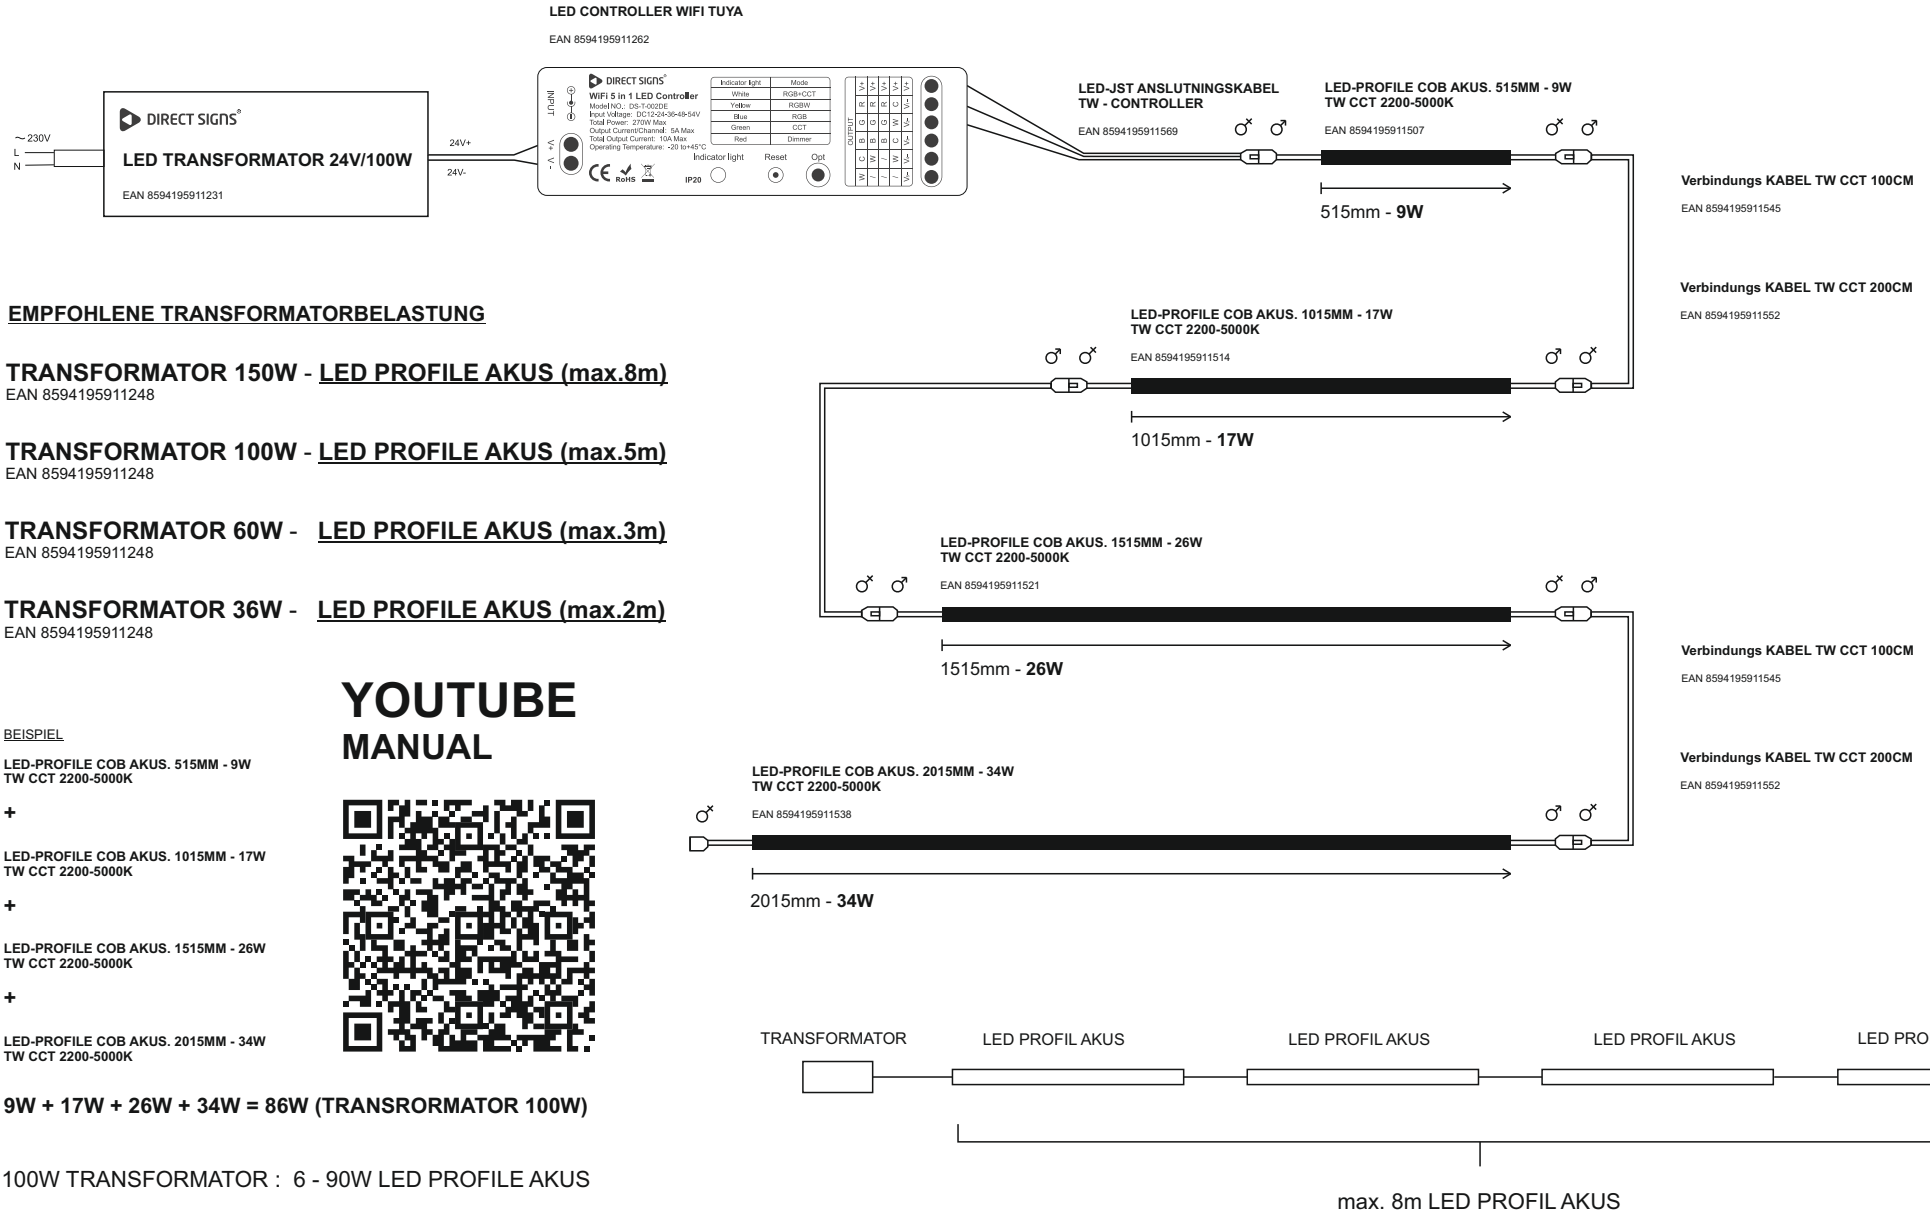 LED CONTROLLER WIFI TUYA
EAN 8594195911262
~ 230V
L
N
DIRECT SIGNS®
LED TRANSFORMATOR 24V/100W
EAN 8594195911231
24V+
24V-
INPUT
V+
V-
DIRECT SIGNS®
WiFi 5 in 1 LED Controller
Model NO.: DS-T-002DE
Input Voltage: DC12-24-36-48-54V
Total Power: 270W Max
Output Current/Channel: 5A Max
Total Output Current: 10A Max
Operating Temperature: -20 to+45°C
CE RoHS
IP20
Indicator light Mode
White RGB+CCT
Yellow RGBW
Blue RGB
Green CCT
Red Dimmer
Indicator light Reset Opt
OUTPUT
V+ V+ V+ V+ V+
R R R C V-
G G G W V-
B B B C V-
C W / W V-
W / / / V-
LED-JST ANSLUTNINGSKABEL
TW - CONTROLLER
EAN 8594195911569
LED-PROFILE COB AKUS. 515MM - 9W
TW CCT 2200-5000K
EAN 8594195911507
515mm - 9W
Verbindungs KABEL TW CCT 100CM
EAN 8594195911545
Verbindungs KABEL TW CCT 200CM
EAN 8594195911552
LED-PROFILE COB AKUS. 1015MM - 17W
TW CCT 2200-5000K
EAN 8594195911514
1015mm - 17W
EMPFOHLENE TRANSFORMATORBELASTUNG
TRANSFORMATOR 150W - LED PROFILE AKUS (max.8m)
EAN 8594195911248
TRANSFORMATOR 100W - LED PROFILE AKUS (max.5m)
EAN 8594195911248
TRANSFORMATOR 60W - LED PROFILE AKUS (max.3m)
EAN 8594195911248
TRANSFORMATOR 36W - LED PROFILE AKUS (max.2m)
EAN 8594195911248
LED-PROFILE COB AKUS. 1515MM - 26W
TW CCT 2200-5000K
EAN 8594195911521
1515mm - 26W
Verbindungs KABEL TW CCT 100CM
EAN 8594195911545
Verbindungs KABEL TW CCT 200CM
EAN 8594195911552
YOUTUBE
MANUAL
LED-PROFILE COB AKUS. 2015MM - 34W
TW CCT 2200-5000K
EAN 8594195911538
2015mm - 34W
BEISPIEL
LED-PROFILE COB AKUS. 515MM - 9W
TW CCT 2200-5000K
+
LED-PROFILE COB AKUS. 1015MM - 17W
TW CCT 2200-5000K
+
LED-PROFILE COB AKUS. 1515MM - 26W
TW CCT 2200-5000K
+
LED-PROFILE COB AKUS. 2015MM - 34W
TW CCT 2200-5000K
9W + 17W + 26W + 34W = 86W (TRANSRORMATOR 100W)
100W TRANSFORMATOR : 6 - 90W LED PROFILE AKUS
TRANSFORMATOR
LED PROFIL AKUS
LED PROFIL AKUS
LED PROFIL AKUS
LED PRO
max. 8m LED PROFIL AKUS